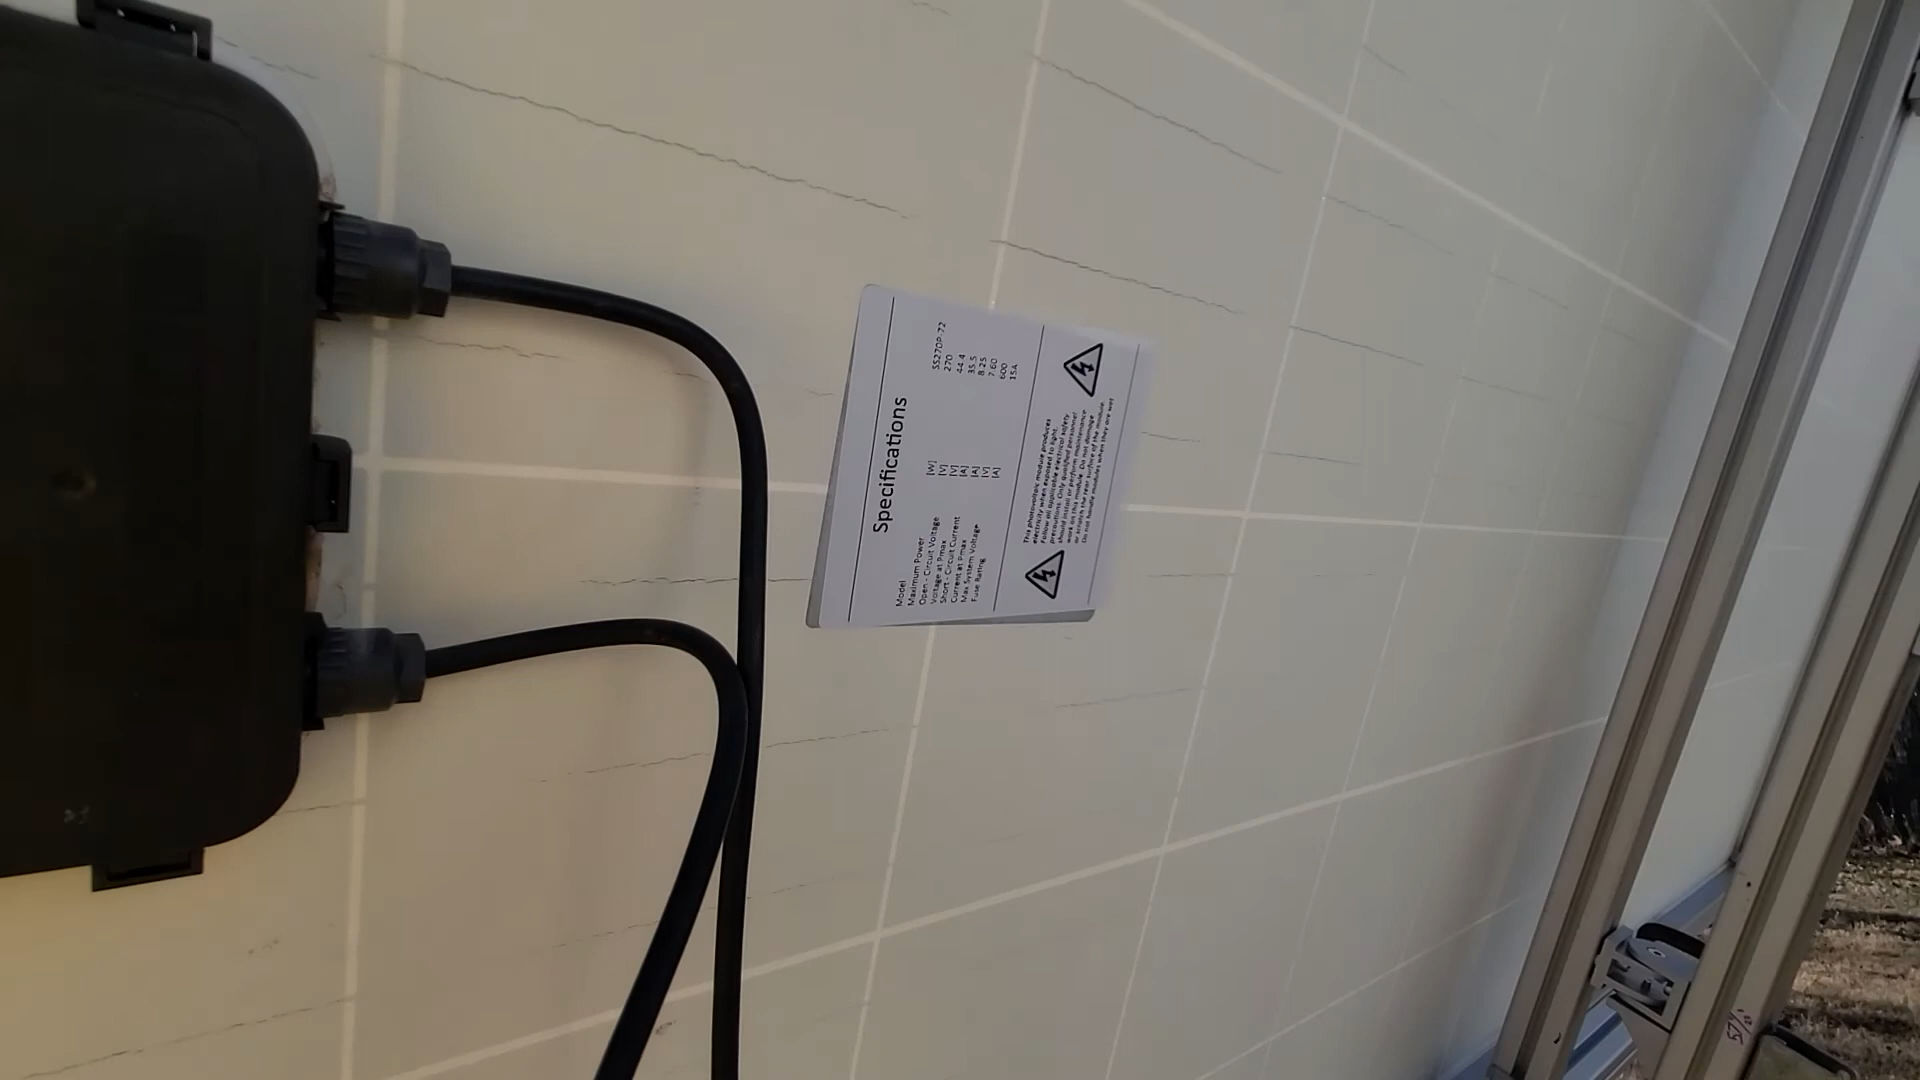 Specifications
Model SS270P-72
Maximum Power [W] 270
Open - Circuit Voltage [V] 44.4
Voltage at Pmax [V] 35.5
Short - Circuit Current [A] 8.25
Current at Pmax [A] 7.60
Max System Voltage [V] 600
Fuse Rating [A] 15A
This photovoltaic module produces
electricity when exposed to light.
Follow all applicable electrical safety
precautions. Only qualified personnel
should install or perform maintenance
work on this module. Do not damage
or scratch the rear surface of the module.
Do not handle modules when they are wet